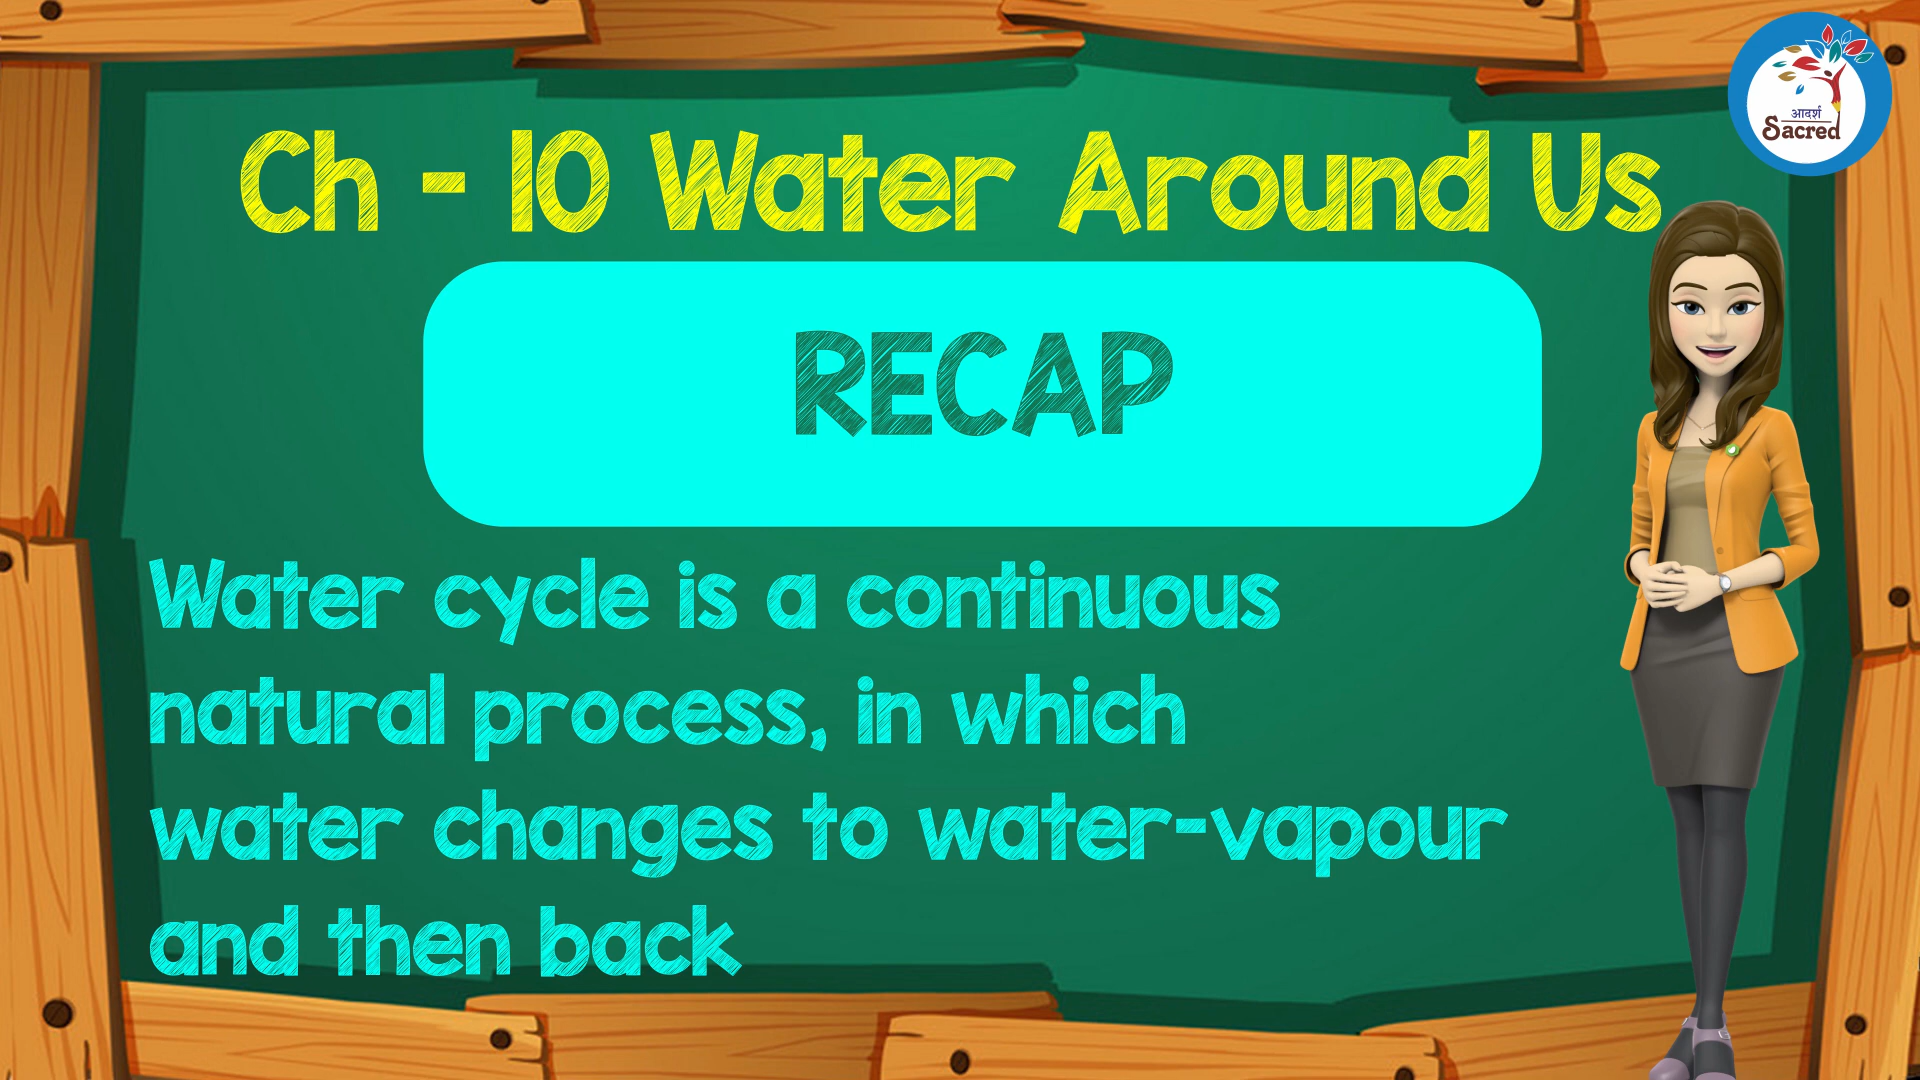 आदर्श
Sacred
Ch - 10 Water Around Us
RECAP
Water cycle is a continuous
natural process, in which
water changes to water-vapour
and then back